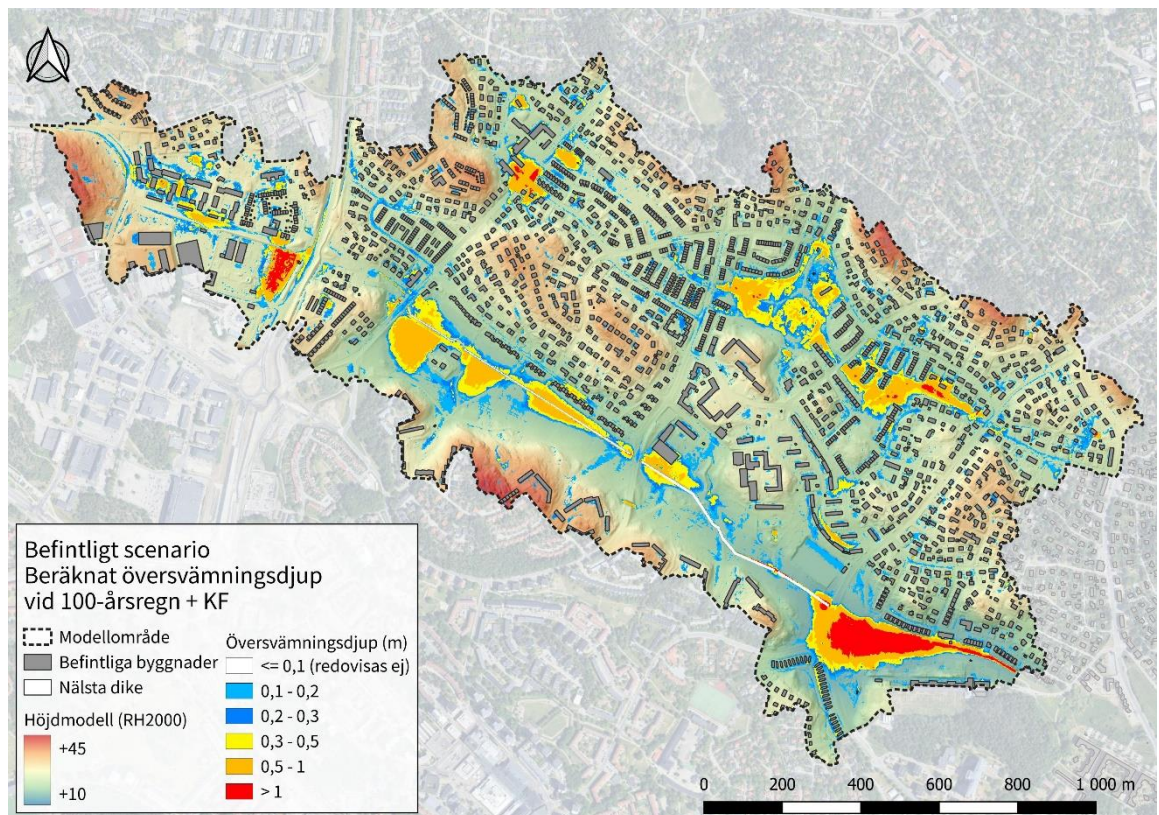 Befintligt scenario
Beräknat översvämningsdjup
vid 100-årsregn + KF
Modellområde
Befintliga byggnader
Nälsta dike
Höjdmodell (RH2000)
+45
+10
Översvämningsdjup (m)
<= 0,1 (redovisas ej)
0,1 - 0,2
0,2 - 0,3
0,3 - 0,5
0,5 - 1
> 1
0 200 400 600 800 1 000 m